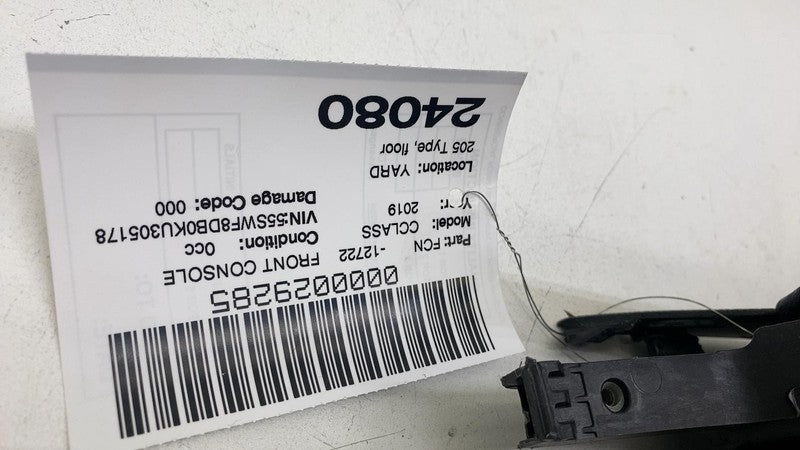 0000029285
Part: FCN -12722 FRONT CONSOLE
Model: CCLASS Condition: 0cc
Year: 2019 VIN:55SWF8DB0KU305178
Damage Code: 000
Location: YARD
205 Type, floor
24080